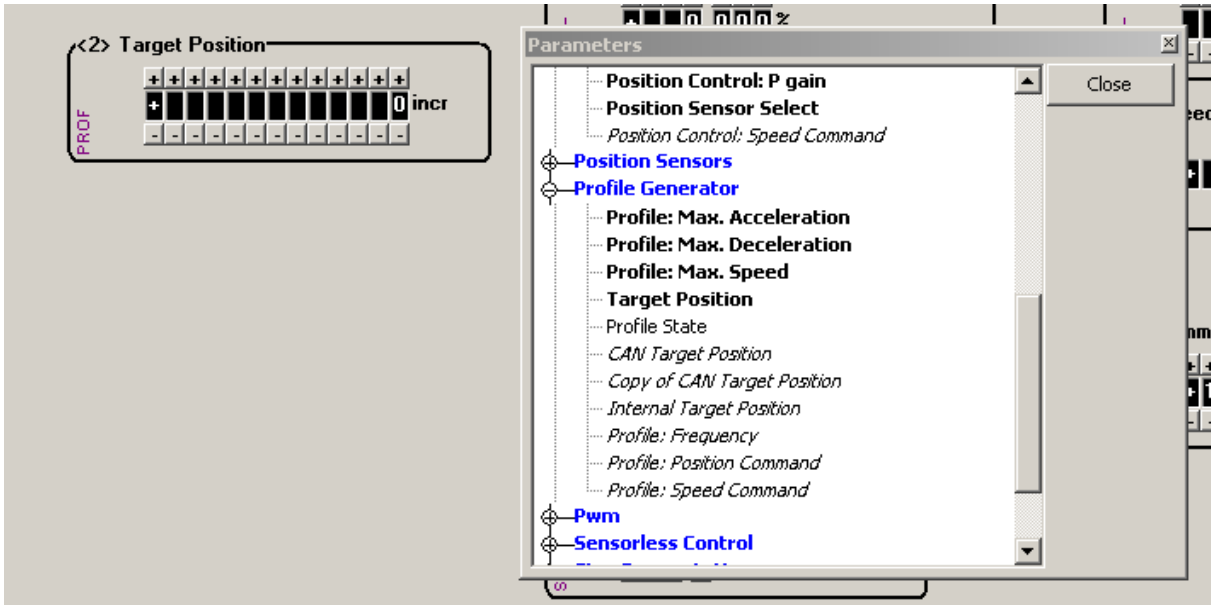 <2> Target Position
+ + + + + + + + + + + +
+ 0 incr
- - - - - - - - - - - -
PROF
%
Parameters
Close
Position Control: P gain
Position Sensor Select
Position Control: Speed Command
Position Sensors
Profile Generator
Profile: Max. Acceleration
Profile: Max. Deceleration
Profile: Max. Speed
Target Position
Profile State
CAN Target Position
Copy of CAN Target Position
Internal Target Position
Profile: Frequency
Profile: Position Command
Profile: Speed Command
Pwm
Sensorless Control